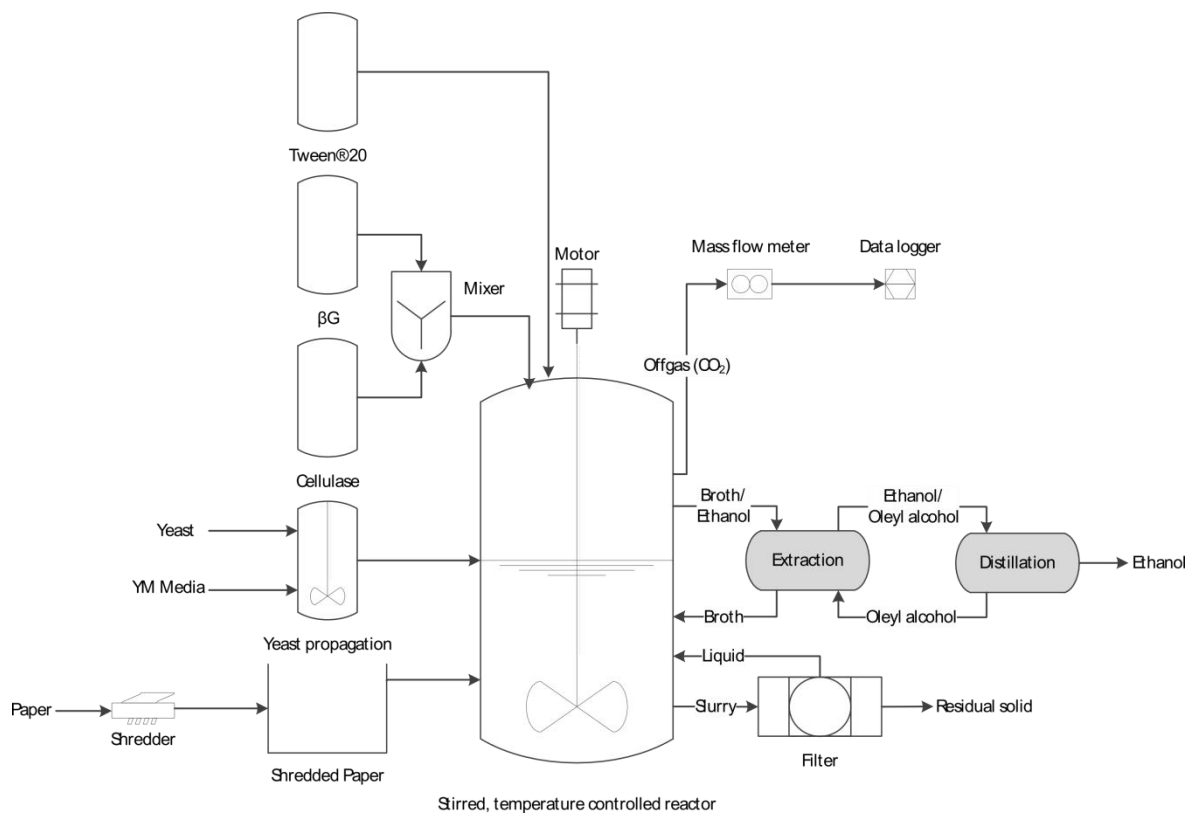 Tween®20
βG
Cellulase
Mixer
Motor
Mass flow meter
Data logger
Offgas (CO₂)
Yeast
YM Media
Yeast propagation
Paper
Shredder
Shredded Paper
Broth/
Ethanol
Ethanol/
Oleyl alcohol
Extraction
Distillation
Ethanol
Broth
Oleyl alcohol
Liquid
Slurry
Residual solid
Filter
Stirred, temperature controlled reactor